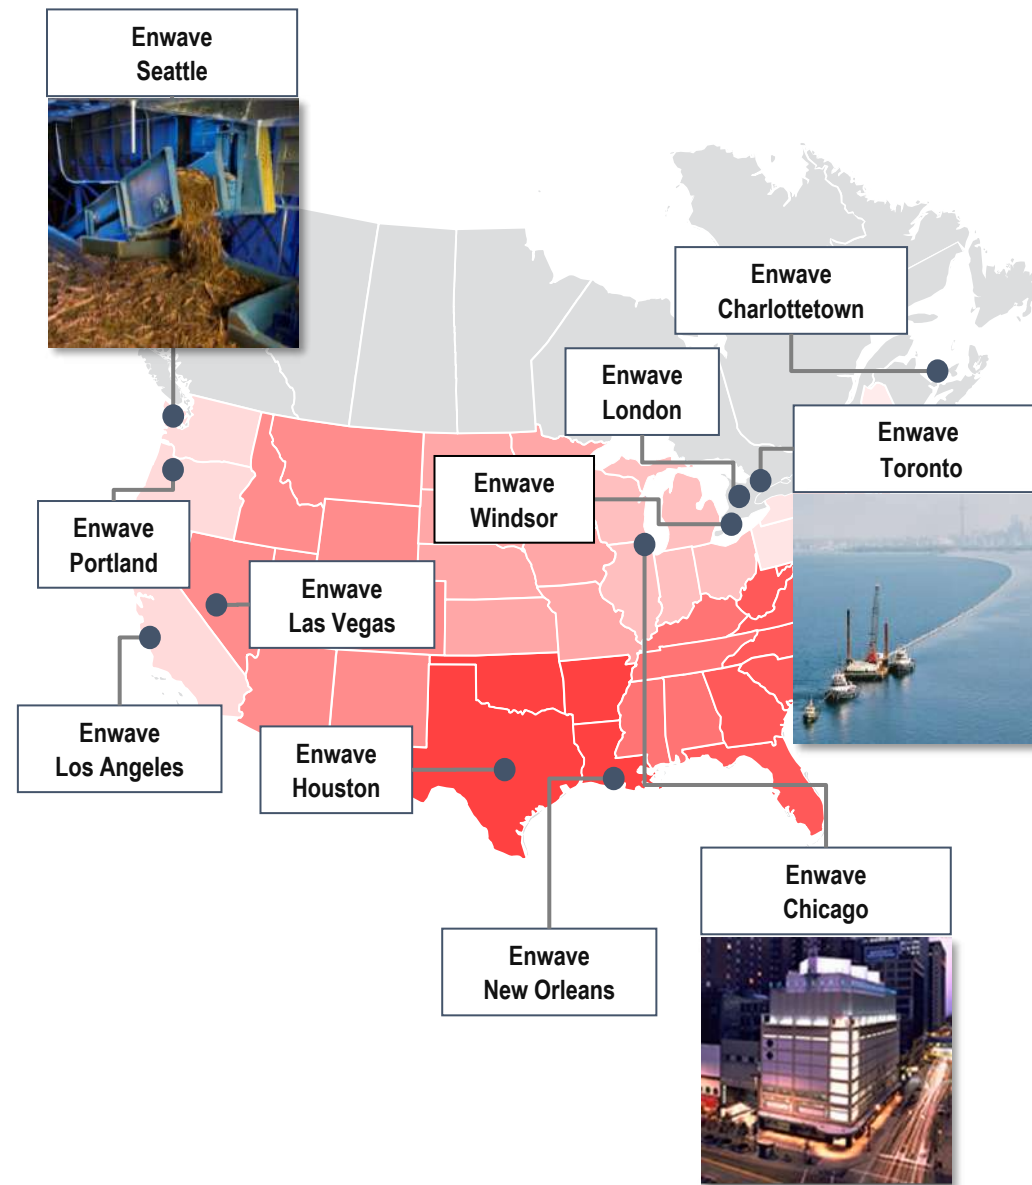 Enwave
Seattle
Enwave
Charlottetown
Enwave
London
Enwave
Toronto
Enwave
Windsor
Enwave
Portland
Enwave
Las Vegas
Enwave
Los Angeles
Enwave
Houston
Enwave
Chicago
Enwave
New Orleans